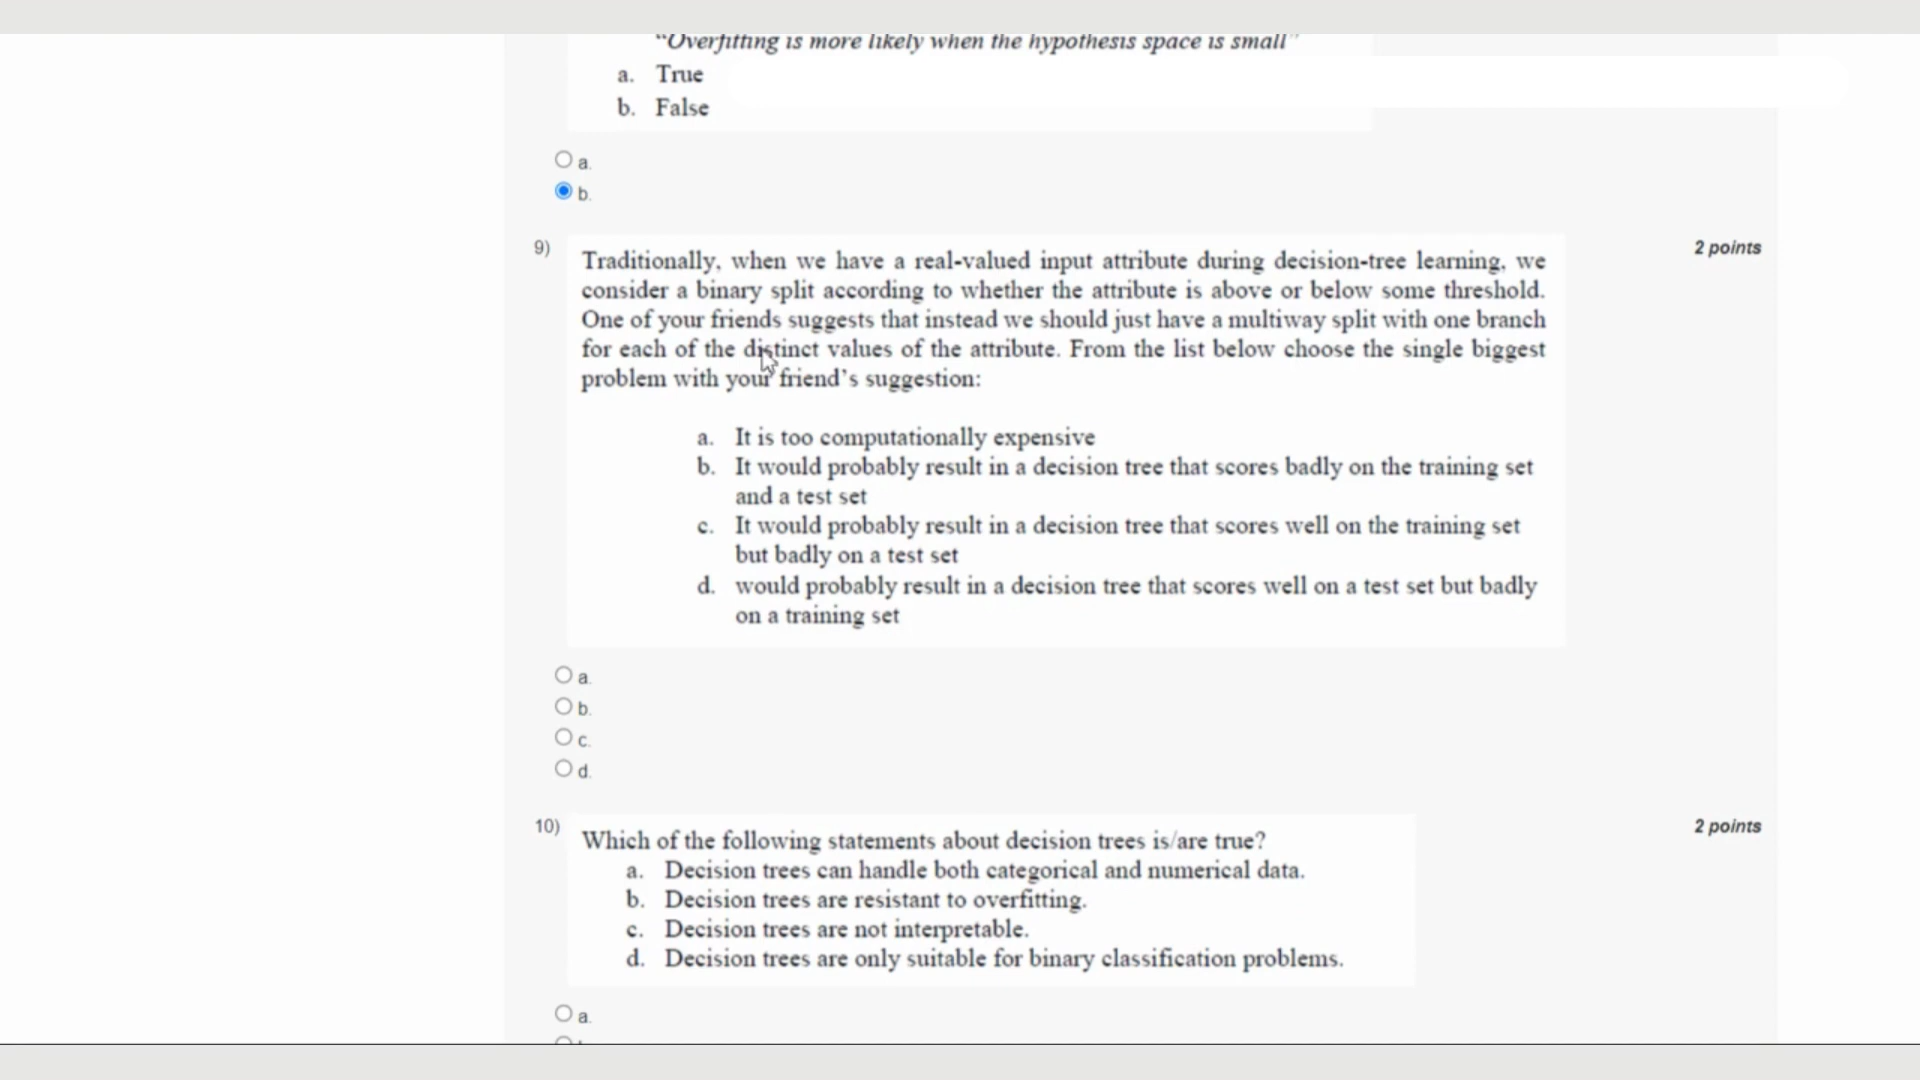 "Overfitting is more likely when the hypothesis space is small"
a. True
b. False
a.
b.
9)
2 points
Traditionally, when we have a real-valued input attribute during decision-tree learning, we
consider a binary split according to whether the attribute is above or below some threshold.
One of your friends suggests that instead we should just have a multiway split with one branch
for each of the distinct values of the attribute. From the list below choose the single biggest
problem with your friend's suggestion:
a. It is too computationally expensive
b. It would probably result in a decision tree that scores badly on the training set
and a test set
c. It would probably result in a decision tree that scores well on the training set
but badly on a test set
d. would probably result in a decision tree that scores well on a test set but badly
on a training set
a.
b.
c.
d.
10)
2 points
Which of the following statements about decision trees is/are true?
a. Decision trees can handle both categorical and numerical data.
b. Decision trees are resistant to overfitting.
c. Decision trees are not interpretable.
d. Decision trees are only suitable for binary classification problems.
a.